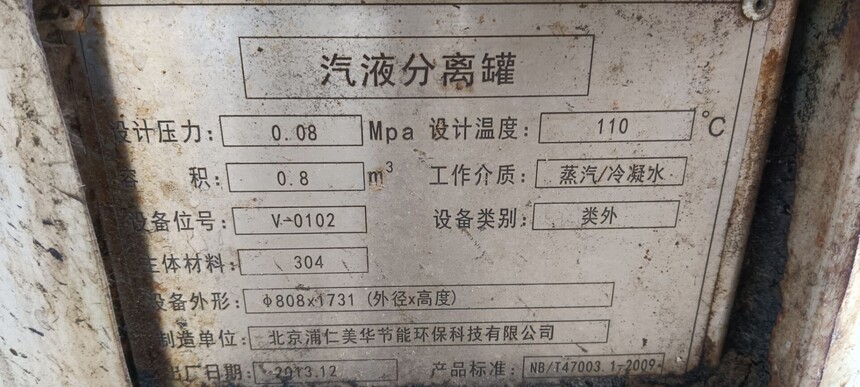 汽液分离罐
设计压力: 0.08 Mpa 设计温度: 110 ℃
容 积: 0.8 m³ 工作介质: 蒸汽/冷凝水
设备位号: V-0102 设备类别: 类外
主体材料: 304
设备外形: φ808x1731 (外径x高度)
制造单位: 北京浦仁美华节能环保科技有限公司
出厂日期: 2013.12 产品标准: NB/T47003.1-2009